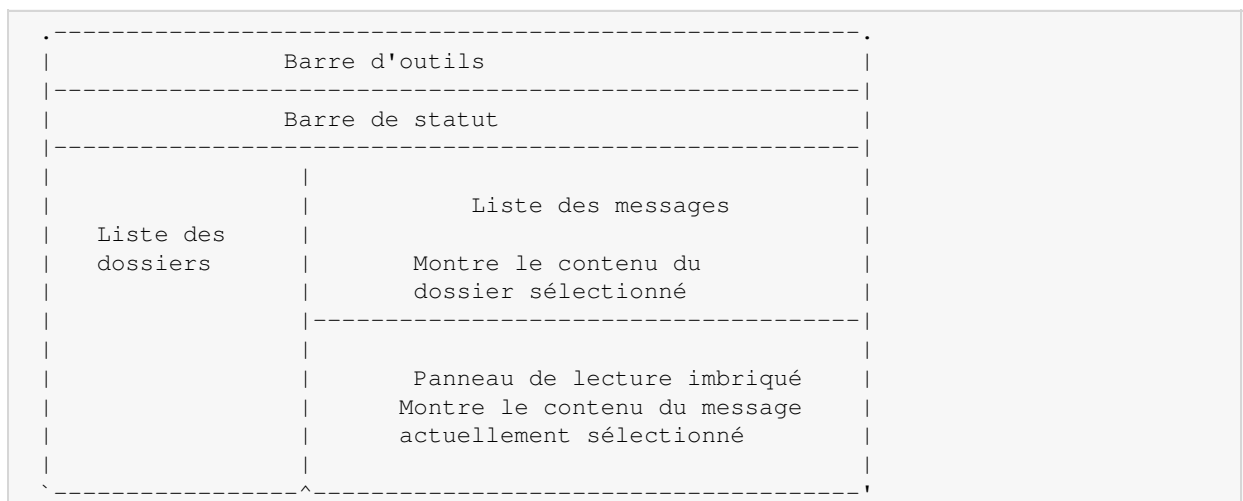 Barre d'outils
Barre de statut
Liste des messages
Liste des
dossiers
Montre le contenu du
dossier sélectionné
Panneau de lecture imbriqué
Montre le contenu du message
actuellement sélectionné